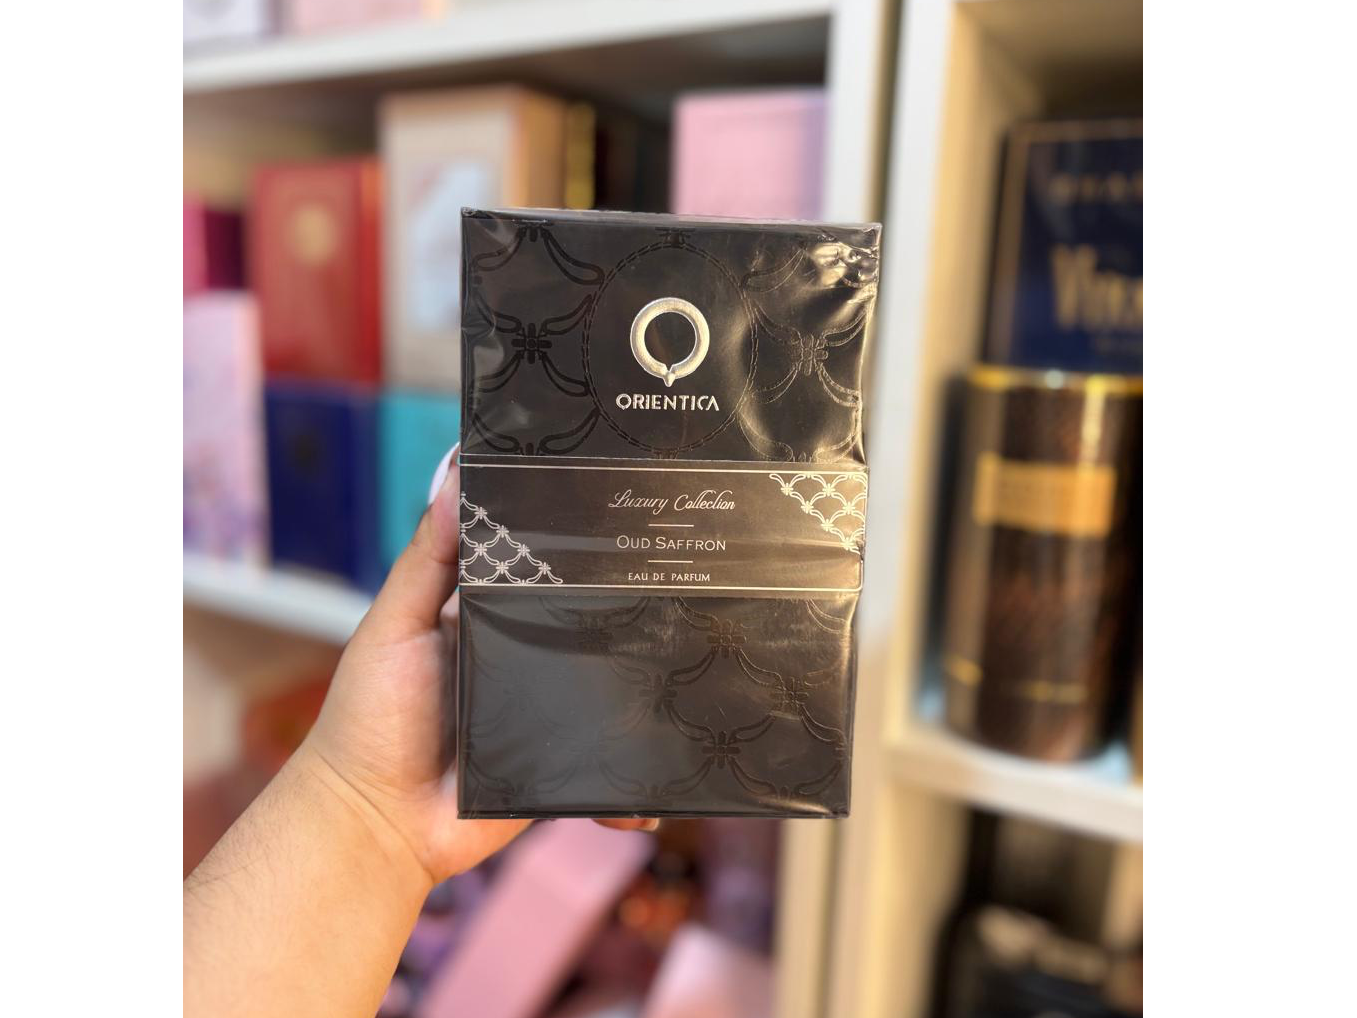 ORIENTICA
Luxury Collection
OUD SAFFRON
EAU DE PARFUM